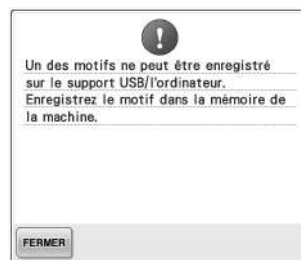 Un des motifs ne peut être enregistré
sur le support USB/l'ordinateur.
Enregistrez le motif dans la mémoire de
la machine.
FERMER